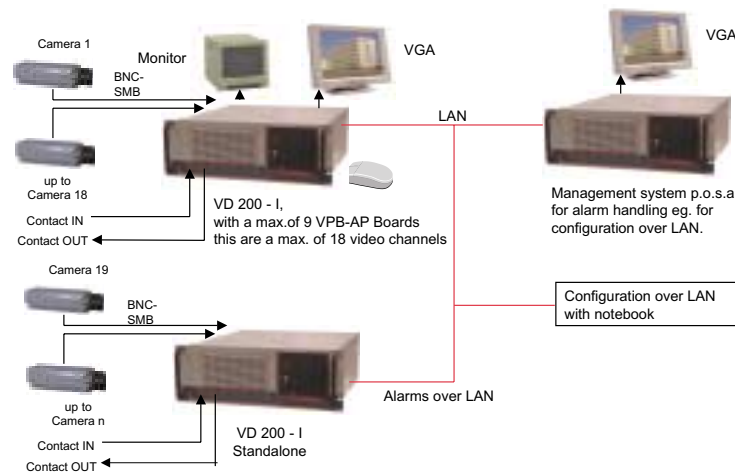 Camera 1
Monitor
VGA
VGA
BNC-
SMB
LAN
up to
Camera 18
Contact IN
Contact OUT
VD 200 - I,
with a max.of 9 VPB-AP Boards
this are a max. of 18 video channels
Management system p.o.s.a
for alarm handling eg. for
configuration over LAN.
Camera 19
BNC-
SMB
Configuration over LAN
with notebook
Alarms over LAN
up to
Camera n
Contact IN
Contact OUT
VD 200 - I
Standalone